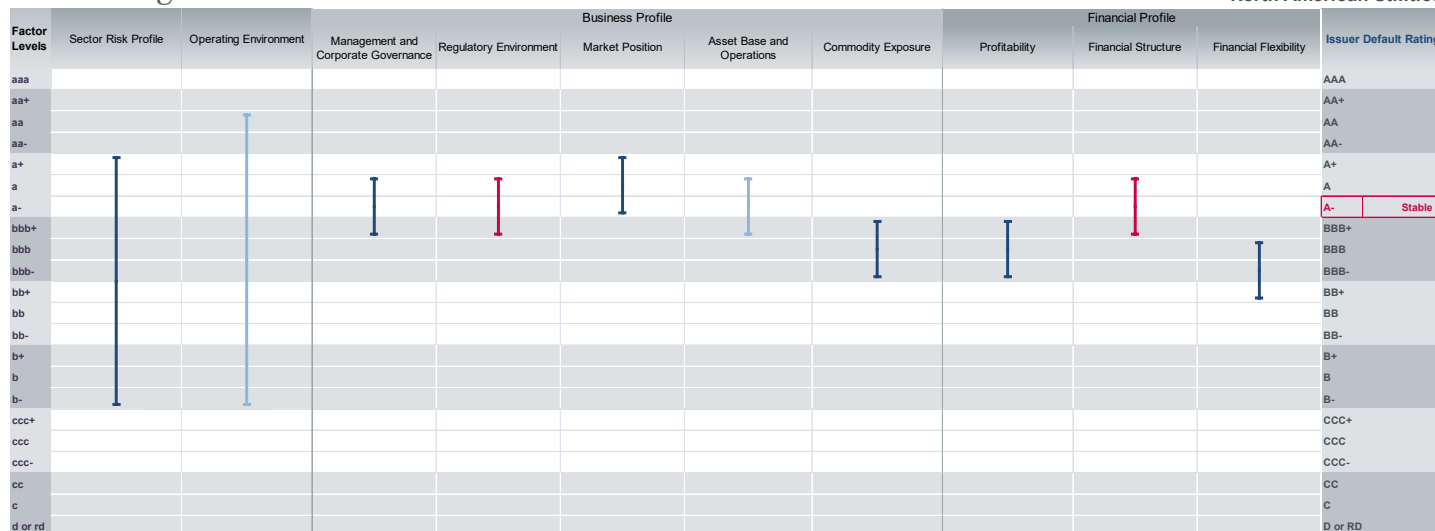 Business Profile
Financial Profile
Factor Levels
Sector Risk Profile
Operating Environment
Management and Corporate Governance
Regulatory Environment
Market Position
Asset Base and Operations
Commodity Exposure
Profitability
Financial Structure
Financial Flexibility
Issuer Default Rating
aaa AAA
aa+ AA+
aa AA
aa- AA-
a+ A+
a A
a- A- Stable
bbb+ BBB+
bbb BBB
bbb- BBB-
bb+ BB+
bb BB
bb- BB-
b+ B+
b B
b- B-
ccc+ CCC+
ccc CCC
ccc- CCC-
cc CC
c C
d or rd D or RD